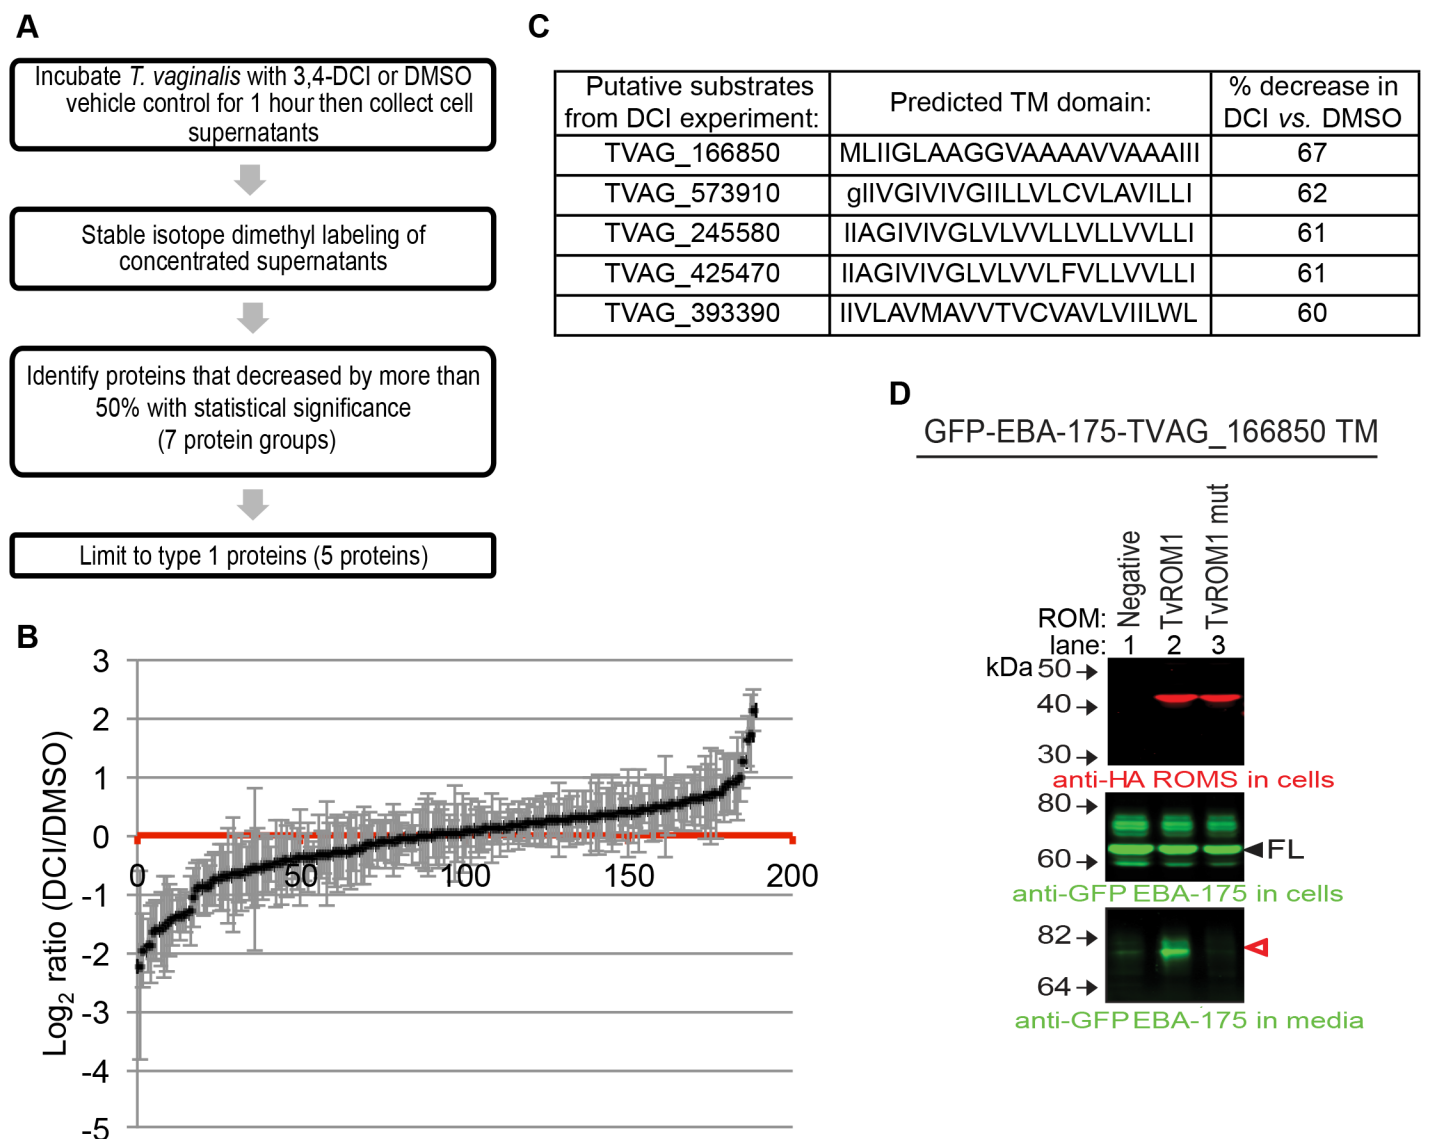 A
Incubate T. vaginalis with 3,4-DCI or DMSO
vehicle control for 1 hour then collect cell
supernatants
Stable isotope dimethyl labeling of
concentrated supernatants
Identify proteins that decreased by more than
50% with statistical significance
(7 protein groups)
Limit to type 1 proteins (5 proteins)
B
Log2 ratio (DCI/DMSO)
3
2
1
0
-1
-2
-3
-4
-5
0 50 100 150 200
C
Putative substrates
from DCI experiment:
Predicted TM domain:
% decrease in
DCI vs. DMSO
TVAG_166850 MLIIGLAAGGVAAAAVVAAAIII 67
TVAG_573910 gIIVGIVIVGIILLVLCVLAVILLI 62
TVAG_245580 IIAGIVIVGLVLVVLLVLLVVLLI 61
TVAG_425470 IIAGIVIVGLVLVVLFVLLVVLLI 61
TVAG_393390 IIVLAVMAVVTVCVAVLVIILWL 60
D
GFP-EBA-175-TVAG_166850 TM
ROM: Negative TvROM1 TvROM1 mut
lane: 1 2 3
kDa 50
40
30
anti-HA ROMS in cells
80
60
FL
anti-GFP EBA-175 in cells
82
64
anti-GFP EBA-175 in media